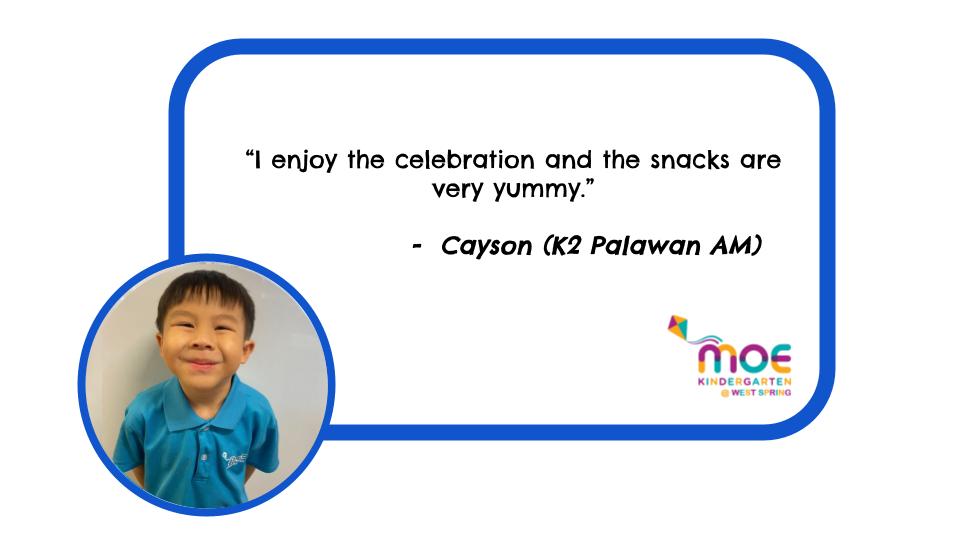 “I enjoy the celebration and the snacks are
very yummy.”
- Cayson (K2 Palawan AM)
MOE
KINDERGARTEN
@ WEST SPRING